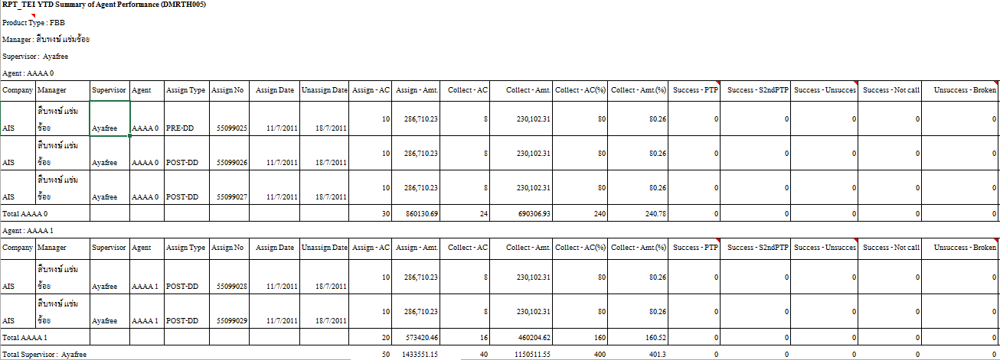 RPT_TEI YTD Summary of Agent Performance (DMRTH005)
Product Type : FBB
Manager : สืบพงษ์ แช่มช้อย
Supervisor : Ayafree
Agent : AAAA 0
Company Manager Supervisor Agent Assign Type Assign No Assign Date Unassign Date Assign - AC Assign - Amt. Collect - AC Collect - Amt. Collect - AC(%) Collect - Amt.(%) Success - PTP Success - S2ndPTP Success - Unsucces Success - Not call Unsuccess - Broken
AIS สืบพงษ์ แช่มช้อย Ayafree AAAA 0 PRE-DD 55099025 11/7/2011 18/7/2011 10 286,710.23 8 230,102.31 80 80.26 0 0 0 0 0
AIS สืบพงษ์ แช่มช้อย Ayafree AAAA 0 POST-DD 55099026 11/7/2011 18/7/2011 10 286,710.23 8 230,102.31 80 80.26 0 0 0 0 0
AIS สืบพงษ์ แช่มช้อย Ayafree AAAA 0 POST-DD 55099027 11/7/2011 18/7/2011 10 286,710.23 8 230,102.31 80 80.26 0 0 0 0 0
Total AAAA 0 30 860130.69 24 690306.93 240 240.78 0 0 0 0 0
Agent : AAAA 1
Company Manager Supervisor Agent Assign Type Assign No Assign Date Unassign Date Assign - AC Assign - Amt. Collect - AC Collect - Amt. Collect - AC(%) Collect - Amt.(%) Success - PTP Success - S2ndPTP Success - Unsucces Success - Not call Unsuccess - Broken
AIS สืบพงษ์ แช่มช้อย Ayafree AAAA 1 POST-DD 55099028 11/7/2011 18/7/2011 10 286,710.23 8 230,102.31 80 80.26 0 0 0 0 0
AIS สืบพงษ์ แช่มช้อย Ayafree AAAA 1 POST-DD 55099029 11/7/2011 18/7/2011 10 286,710.23 8 230,102.31 80 80.26 0 0 0 0 0
Total AAAA 1 20 573420.46 16 460204.62 160 160.52 0 0 0 0 0
Total Supervisor : Ayafree 50 1433551.15 40 1150511.55 400 401.3 0 0 0 0 0